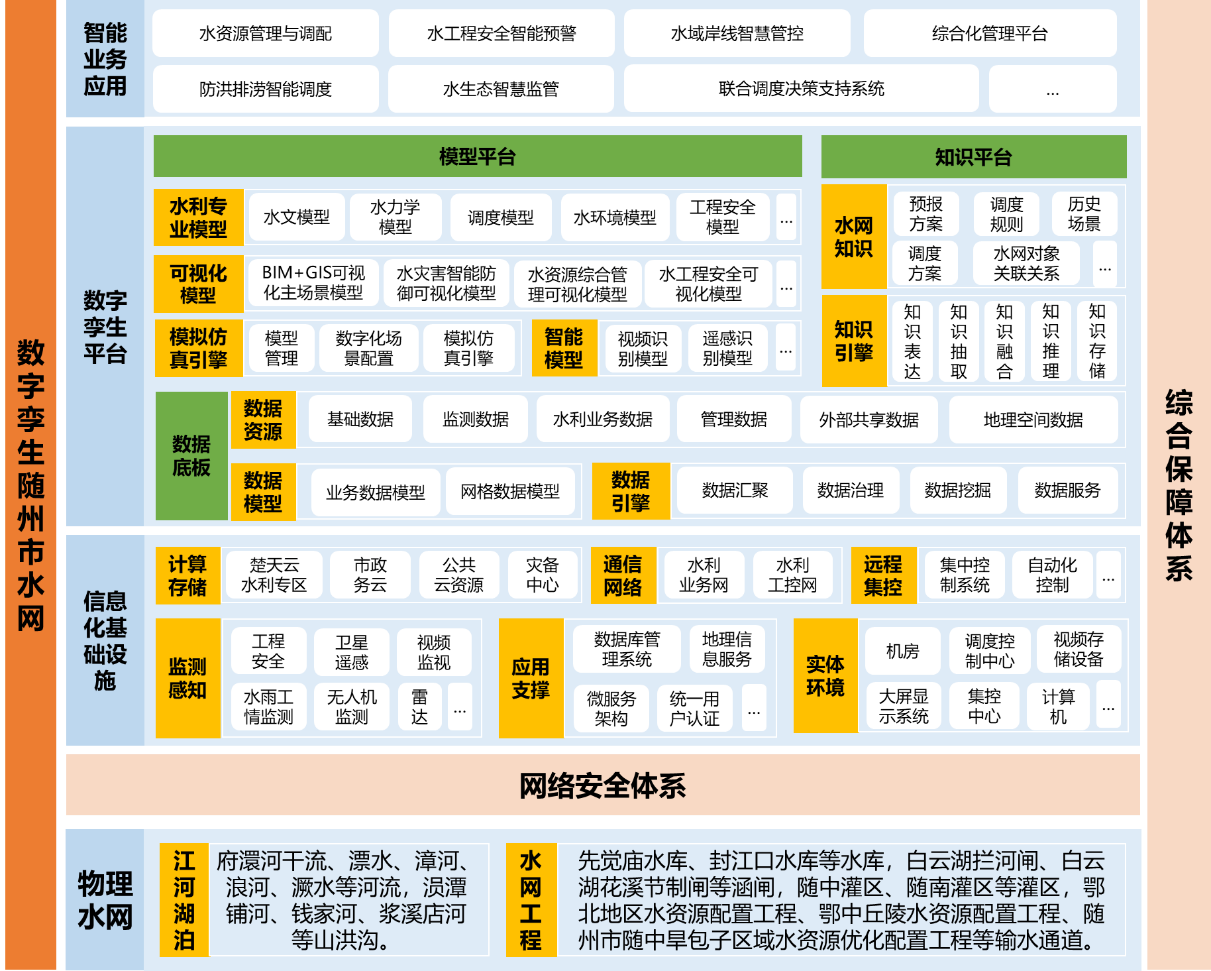 数字孪生随州市水网
智能
业务
应用
水资源管理与调配
水工程安全智能预警
水域岸线智慧管控
综合化管理平台
防洪排涝智能调度
水生态智慧监管
联合调度决策支持系统
...
数字
孪生
平台
模型平台
水利专
业模型
水文模型
水力学
模型
调度模型
水环境模型
工程安全
模型
...
可视化
模型
BIM+GIS可视
化主场景模型
水灾害智能防
御可视化模型
水资源综合管
理可视化模型
水工程安全可
视化模型
...
模拟仿
真引擎
模型
管理
数字化场
景配置
模拟仿
真引擎
智能
模型
视频识
别模型
遥感识
别模型
...
知识平台
水网
知识
预报
方案
调度
规则
历史
场景
调度
方案
水网对象
关联关系
...
知识
引擎
知识表达
知识抽取
知识融合
知识推理
知识存储
数据
底板
数据
资源
基础数据
监测数据
水利业务数据
管理数据
外部共享数据
地理空间数据
数据
模型
业务数据模型
网格数据模型
数据
引擎
数据汇聚
数据治理
数据挖掘
数据服务
信息
化基
础设
施
计算
存储
楚天云
水利专区
市政
务云
公共
云资源
灾备
中心
通信
网络
水利
业务网
水利
工控网
远程
集控
集中控
制系统
自动化
控制
...
监测
感知
工程
安全
卫星
遥感
视频
监视
水雨工
情监测
无人机
监测
雷
达
...
应用
支撑
数据库管
理系统
地理信
息服务
微服务
架构
统一用
户认证
...
实体
环境
机房
调度控
制中心
视频存
储设备
大屏显
示系统
集控
中心
计算
机
...
网络安全体系
物理
水网
江河湖泊
府澴河干流、漂水、漳河、
浪河、㵐水等河流，涢潭
铺河、钱家河、浆溪店河
等山洪沟。
水网工程
先觉庙水库、封江口水库等水库，白云湖拦河闸、白云
湖花溪节制闸等涵闸，随中灌区、随南灌区等灌区，鄂
北地区水资源配置工程、鄂中丘陵水资源配置工程、随
州市随中旱包子区域水资源优化配置工程等输水通道。
综合保障体系